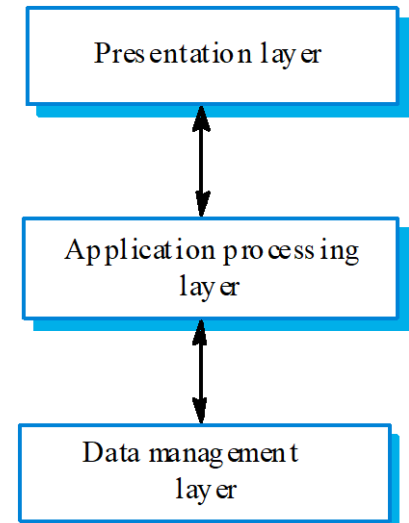 Presentation layer
Application processing
layer
Data management
layer